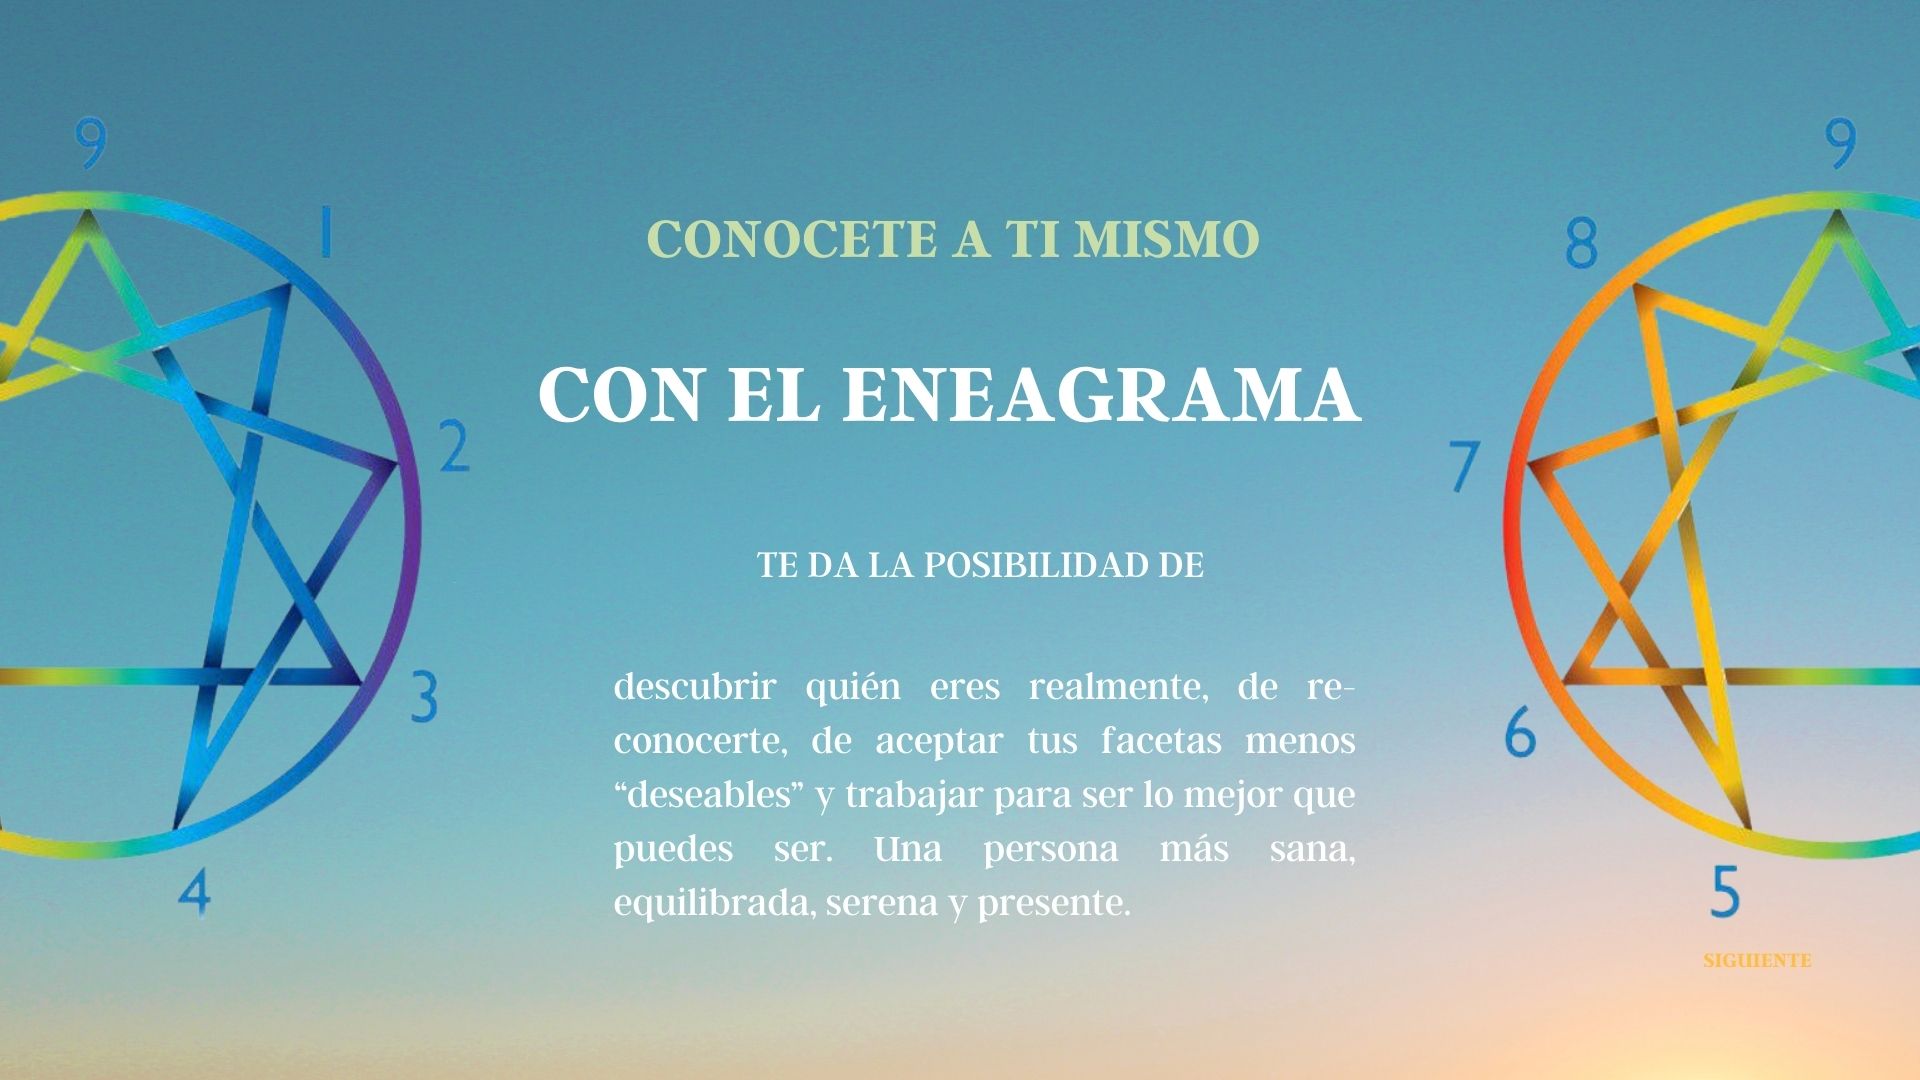 CONOCETE A TI MISMO
CON EL ENEAGRAMA
TE DA LA POSIBILIDAD DE
descubrir quién eres realmente, de re-
conocerte, de aceptar tus facetas menos
“deseables” y trabajar para ser lo mejor que
puedes ser. Una persona más sana,
equilibrada, serena y presente.
9
1
2
3
4
9
8
7
6
5
SIGUIENTE